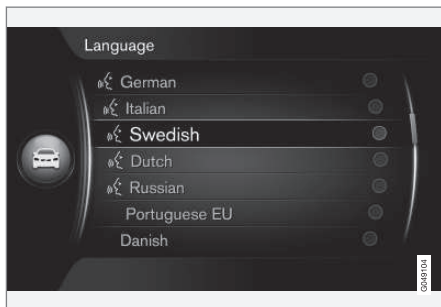 Language
German
Italian
Swedish
Dutch
Russian
Portuguese EU
Danish
G049104